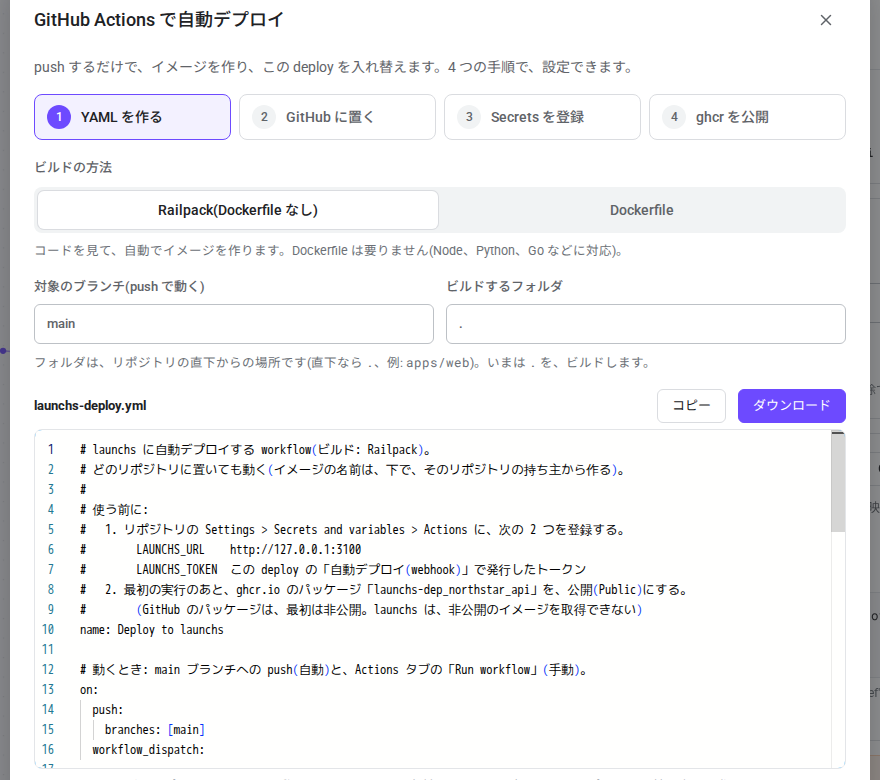 GitHub Actions で自動デプロイ
push するだけで、イメージを作り、この deploy を入れ替えます。4 つの手順で、設定できます。
1 YAML を作る
2 GitHub に置く
3 Secrets を登録
4 ghcr を公開
ビルドの方法
Railpack(Dockerfile なし)
Dockerfile
コードを見て、自動でイメージを作ります。Dockerfile は要りません(Node、Python、Go などに対応)。
対象のブランチ(push で動く)
ビルドするフォルダ
main
.
フォルダは、リポジトリの直下からの場所です(直下なら .、例: apps/web)。いまは . を、ビルドします。
launchs-deploy.yml
コピー
ダウンロード
1 # launchs に自動デプロイする workflow(ビルド: Railpack)。
2 # どのリポジトリに置いても動く(イメージの名前は、下で、そのリポジトリの持ち主から作る)。
3 #
4 # 使う前に:
5 #   1. リポジトリの Settings > Secrets and variables > Actions に、次の 2 つを登録する。
6 #        LAUNCHS_URL    http://127.0.0.1:3100
7 #        LAUNCHS_TOKEN  この deploy の「自動デプロイ(webhook)」で発行したトークン
8 #   2. 最初の実行のあと、ghcr.io のパッケージ「launchs-dep_northstar_api」を、公開(Public)にする。
9 #        (GitHub のパッケージは、最初は非公開。launchs は、非公開のイメージを取得できない)
10 name: Deploy to launchs
11
12 # 動くとき: main ブランチへの push(自動)と、Actions タブの「Run workflow」(手動)。
13 on:
14   push:
15     branches: [main]
16   workflow_dispatch: